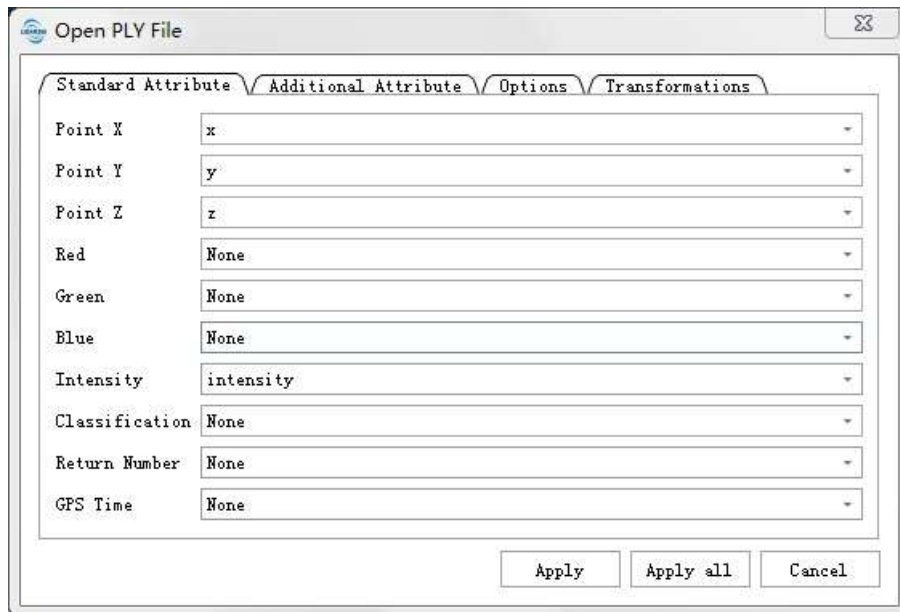 Open PLY File
Standard Attribute Additional Attribute Options Transformations
Point X x
Point Y y
Point Z z
Red None
Green None
Blue None
Intensity intensity
Classification None
Return Number None
GPS Time None
Apply Apply all Cancel